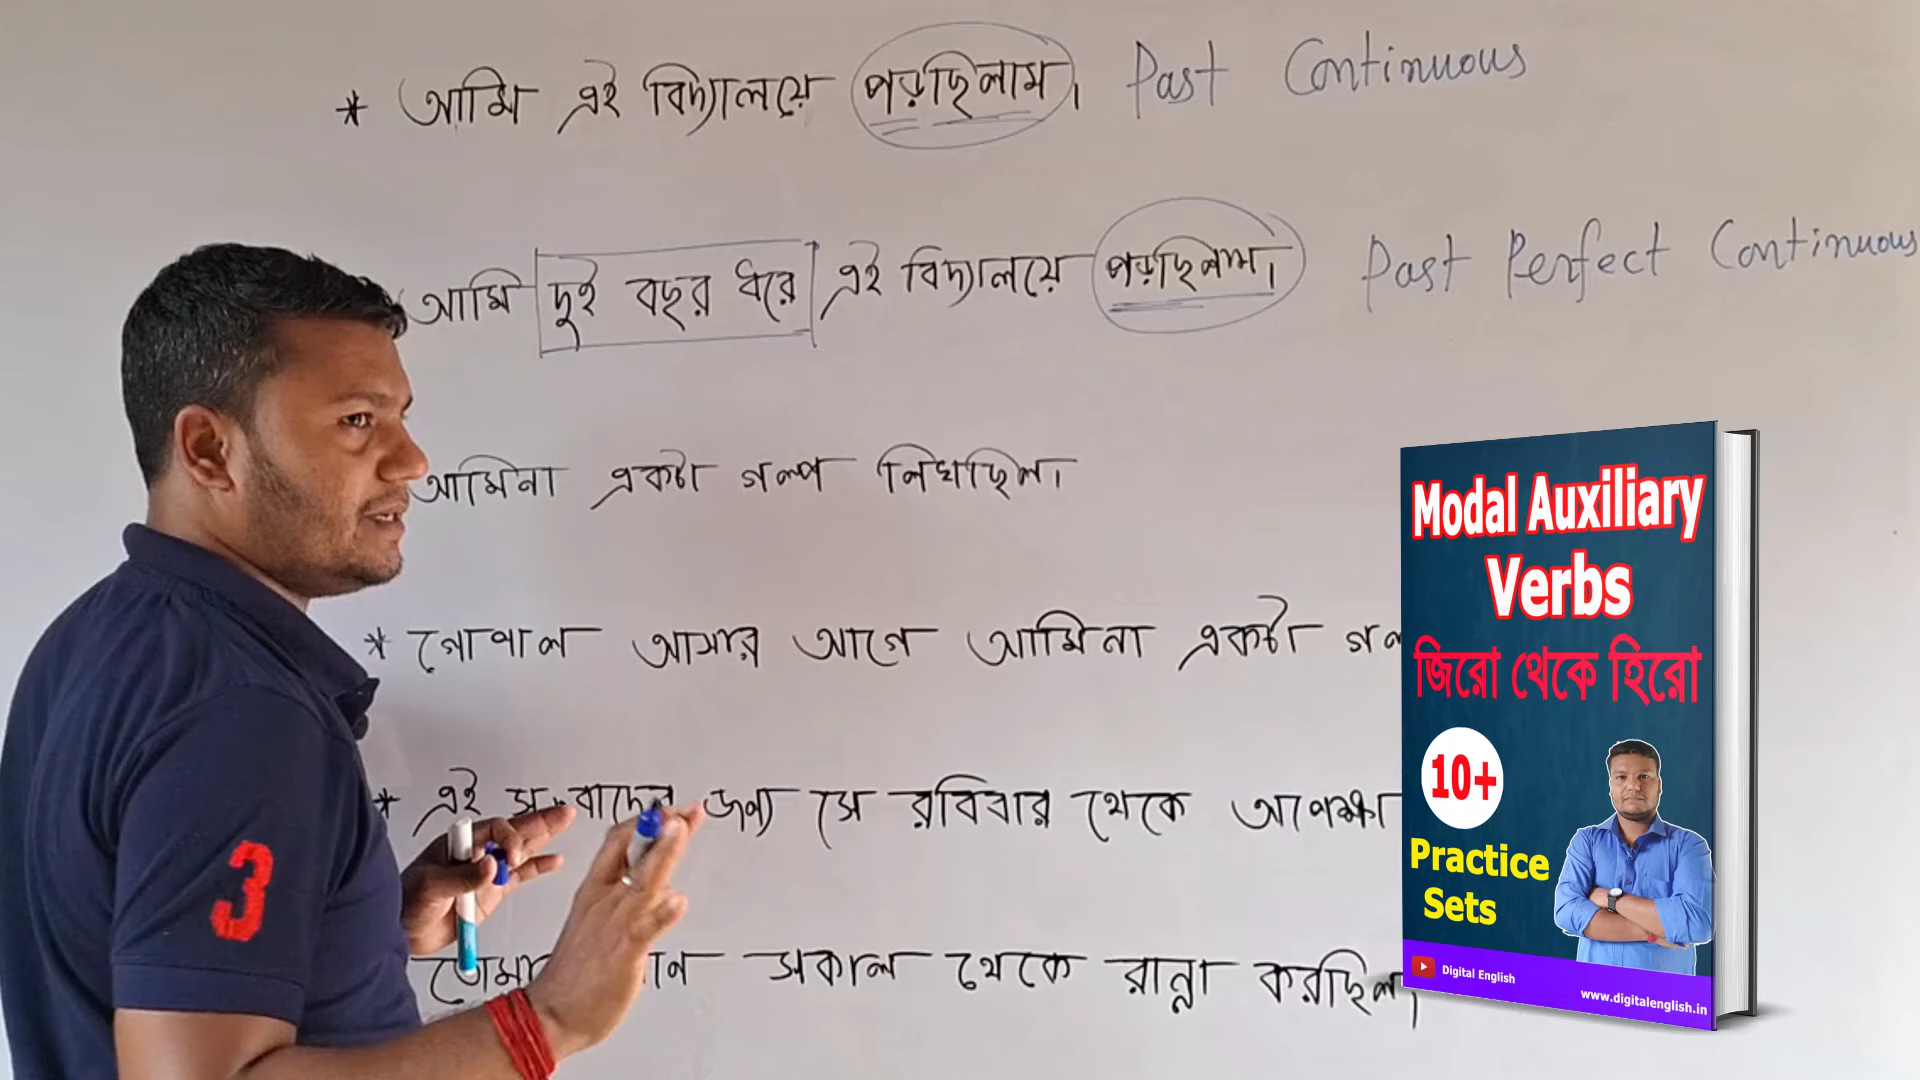 * আমি এই বিদ্যালয়ে পড়ছিলাম। Past Continuous
আমি দুই বছর ধরে এই বিদ্যালয়ে পড়ছিলাম। Past Perfect Continuous
আমিনা একটা গল্প লিখছিল।
* গোপাল আসার আগে আমিনা একটা
* এই সংবাদের জন্য সে রবিবার থেকে অপেক্ষা
সকাল থেকে রান্না করছিল।
Modal Auxiliary
Verbs
জিরো থেকে হিরো
10+
Practice
Sets
Digital English
www.digitalenglish.in
3